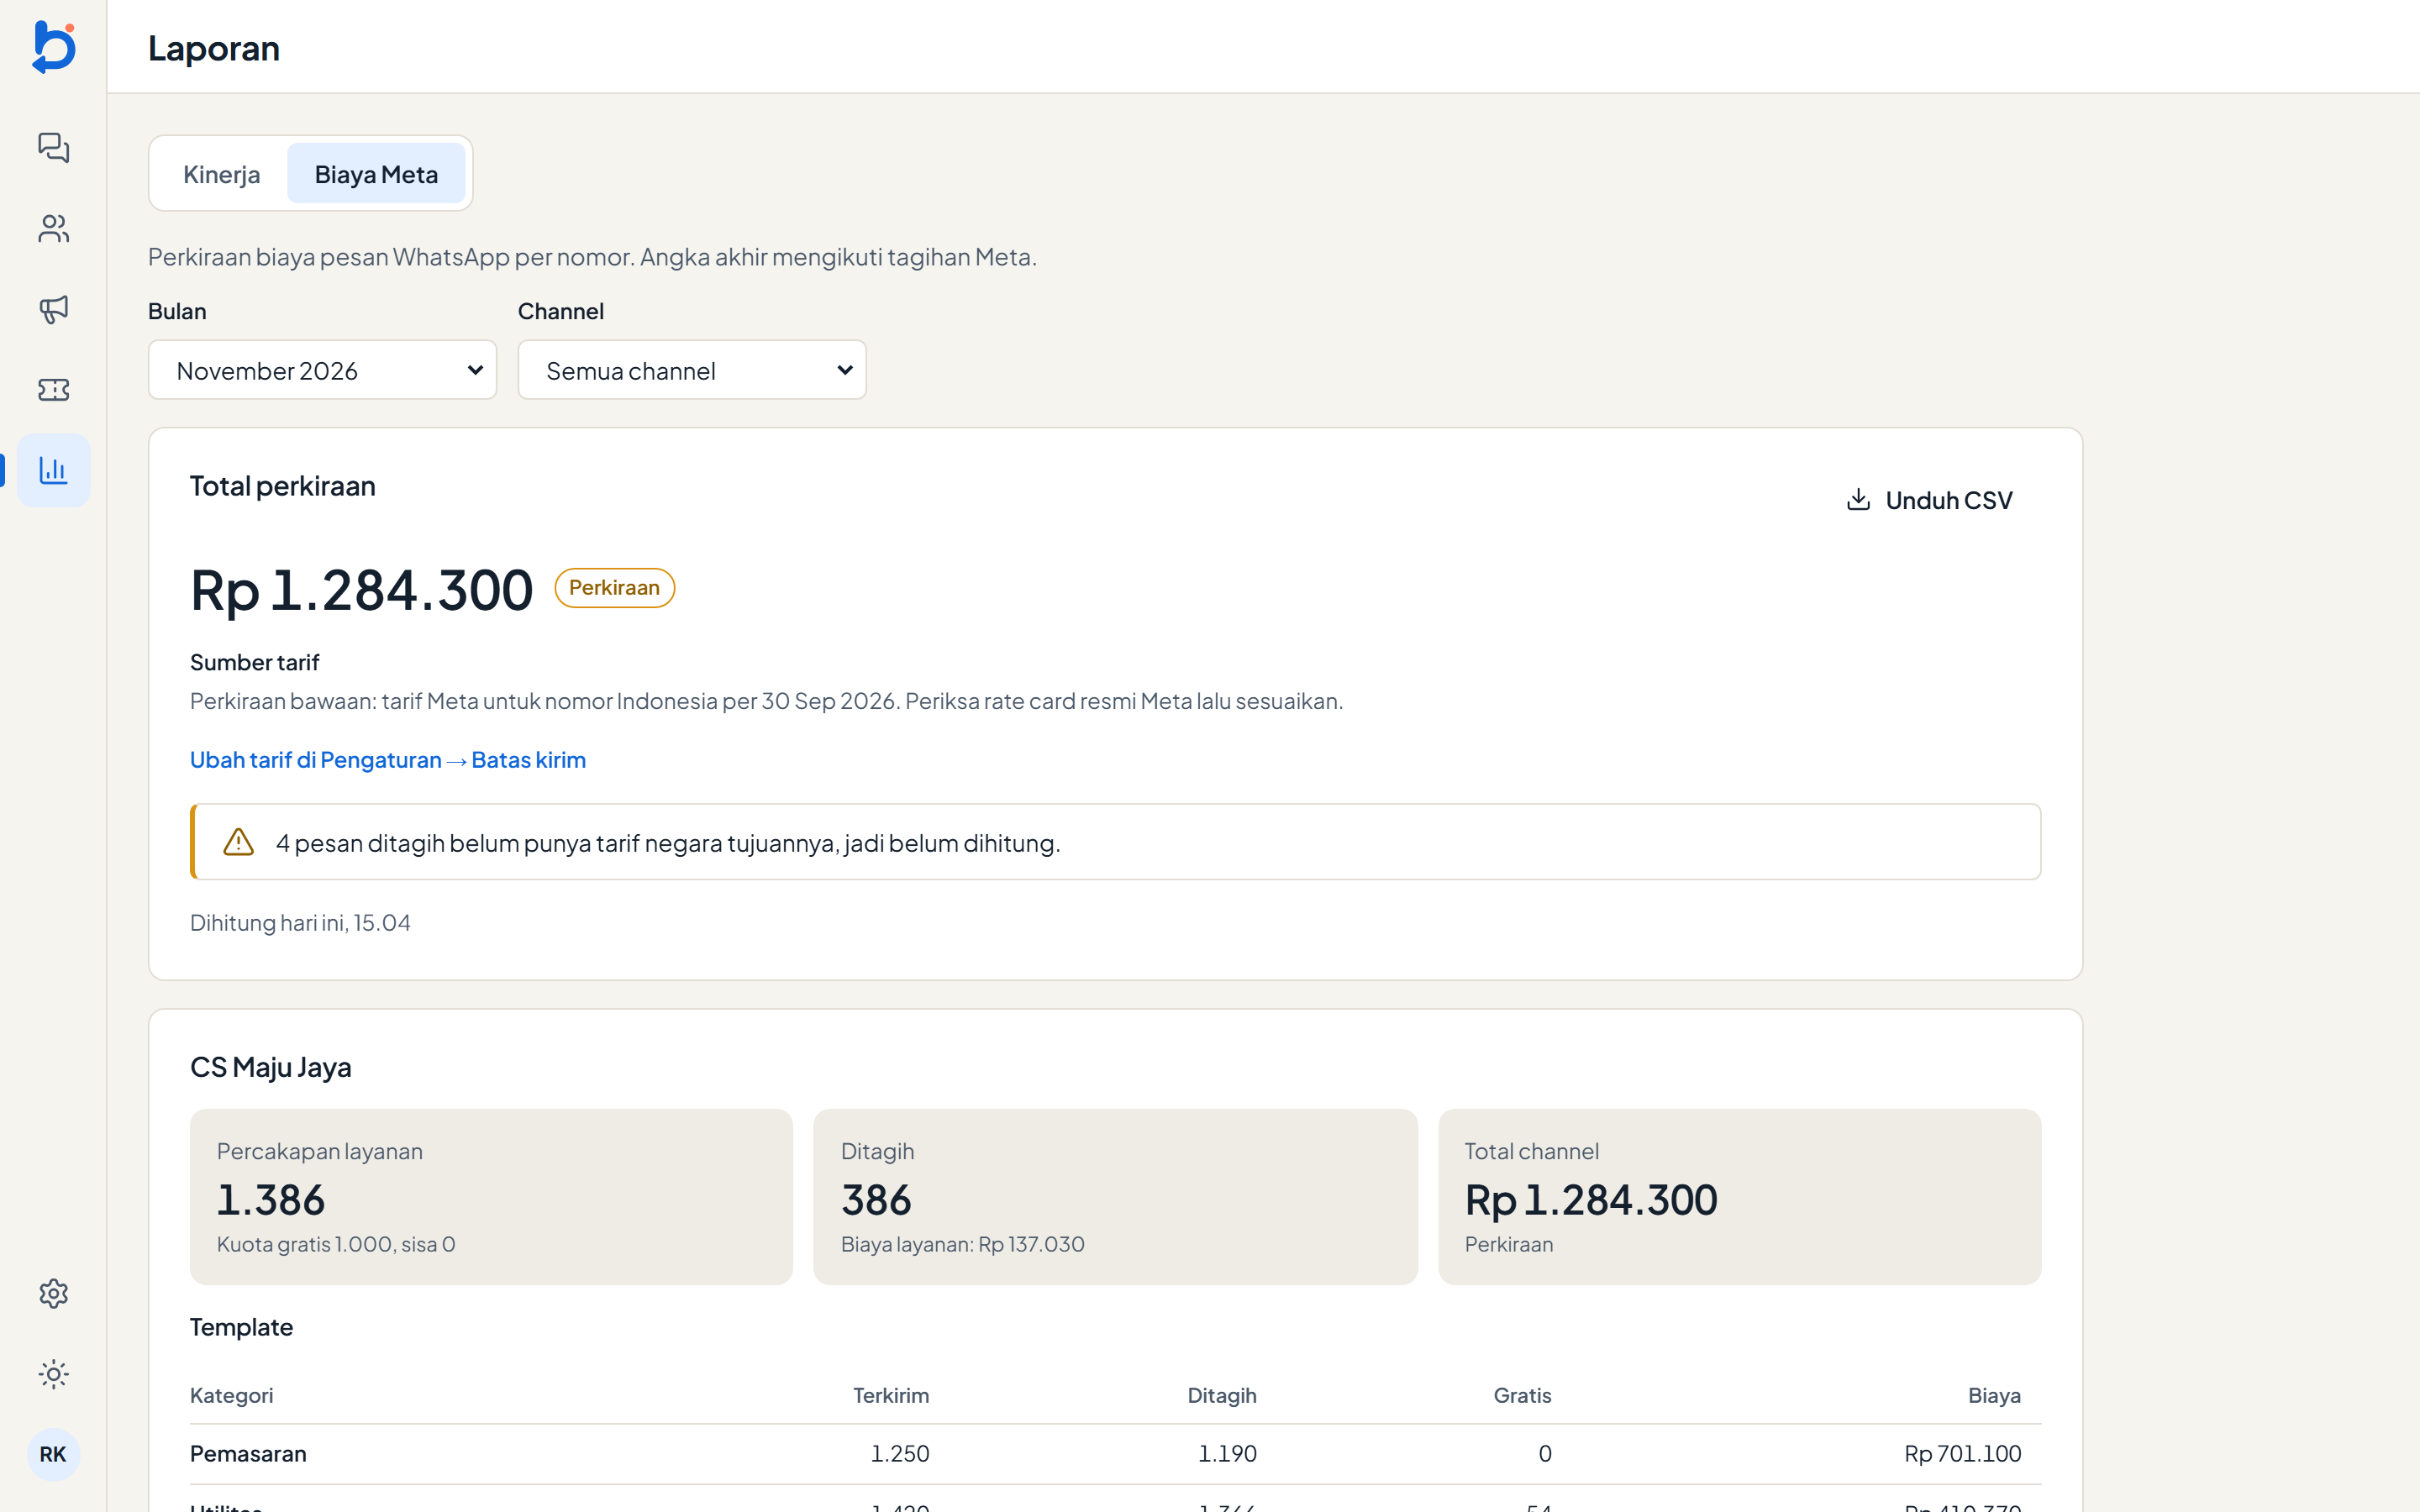 Laporan
Kinerja
Biaya Meta
Perkiraan biaya pesan WhatsApp per nomor. Angka akhir mengikuti tagihan Meta.
Bulan
Channel
November 2026
Semua channel
Total perkiraan
Unduh CSV
Rp 1.284.300
Perkiraan
Sumber tarif
Perkiraan bawaan: tarif Meta untuk nomor Indonesia per 30 Sep 2026. Periksa rate card resmi Meta lalu sesuaikan.
Ubah tarif di Pengaturan → Batas kirim
4 pesan ditagih belum punya tarif negara tujuannya, jadi belum dihitung.
Dihitung hari ini, 15.04
CS Maju Jaya
Percakapan layanan
1.386
Kuota gratis 1.000, sisa 0
Ditagih
386
Biaya layanan: Rp 137.030
Total channel
Rp 1.284.300
Perkiraan
Template
Kategori Terkirim Ditagih Gratis Biaya
Pemasaran 1.250 1.190 0 Rp 701.100
RK